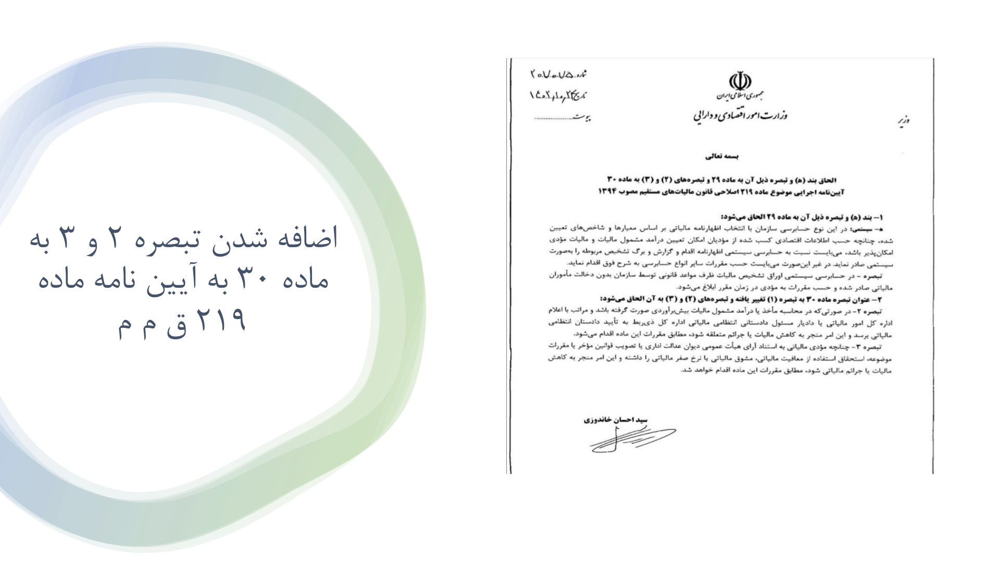 اضافه شدن تبصره ۲ و ۳ به
ماده ۳۰ به آیین نامه ماده
۲۱۹ ق م م
جمهوری اسلامی ایران
وزارت امور اقتصادی و دارایی
وزیر
شماره
تاریخ
پیوست
بسمه تعالی
الحاق بند (ه) و تبصره ذیل آن به ماده ۲۹ و تبصره‌های (۲) و (۳) به ماده ۳۰
آیین‌نامه اجرایی موضوع ماده ۲۱۹ اصلاحی قانون مالیات‌های مستقیم مصوب ۱۳۹۴
۱– بند (ه) و تبصره ذیل آن به ماده ۲۹ الحاق می‌شود:
ه– سیستمی: در این نوع حسابرسی سازمان با انتخاب اظهارنامه مالیاتی بر اساس معیارها و شاخص‌های تعیین
شده، چنانچه حسب اطلاعات اقتصادی کسب شده از مؤدیان امکان تعیین درآمد مشمول مالیات و مالیات مؤدی
امکان‌پذیر باشد، می‌بایست نسبت به حسابرسی سیستمی اظهارنامه اقدام و گزارش و برگ تشخیص مربوطه را به‌صورت
سیستمی صادر نماید. در غیر این‌صورت می‌بایست حسب مقررات سایر انواع حسابرسی به شرح فوق اقدام نماید.
تبصره – در حسابرسی سیستمی اوراق تشخیص مالیات ظرف مواعد قانونی توسط سازمان بدون دخالت مأموران
مالیاتی صادر شده و حسب مقررات به مؤدی در زمان مقرر ابلاغ می‌شود.
۲– عنوان تبصره ماده ۳۰ به تبصره (۱) تغییر یافته و تبصره‌های (۲) و (۳) به آن الحاق می‌شود:
تبصره ۲– در صورتی‌که در محاسبه مأخذ یا درآمد مشمول مالیات بیش‌برآوردی صورت گرفته باشد و مراتب با اعلام
اداره کل امور مالیاتی یا دادیار مسئول دادستانی انتظامی مالیاتی اداره کل ذی‌ربط به تأیید دادستان انتظامی
مالیاتی برسد و این امر منجر به کاهش مالیات یا جرائم متعلقه شود، مطابق مقررات این ماده اقدام می‌شود.
تبصره ۳– چنانچه مؤدی مالیاتی به استناد آرای هیأت عمومی دیوان عدالت اداری یا تصویب قوانین مؤخر یا مقررات
موضوعه، استحقاق استفاده از معافیت مالیاتی، مشوق مالیاتی یا نرخ صفر مالیاتی را داشته و این امر منجر به کاهش
مالیات یا جرائم مالیاتی شود، مطابق مقررات این ماده اقدام خواهد شد.
سید احسان خاندوزی